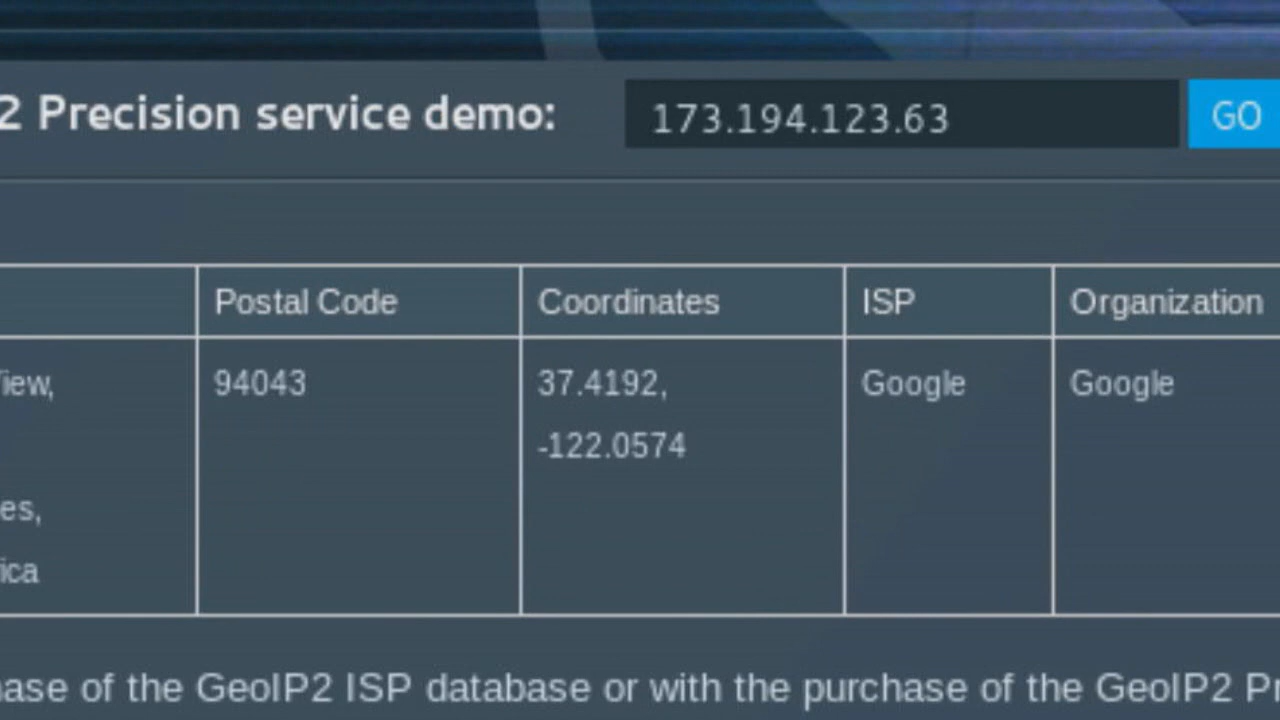 2 Precision service demo: 173.194.123.63 GO
Postal Code Coordinates ISP Organization
iew, 94043 37.4192, Google Google
-122.0574
es,
ica
ase of the GeoIP2 ISP database or with the purchase of the GeoIP2 Pr